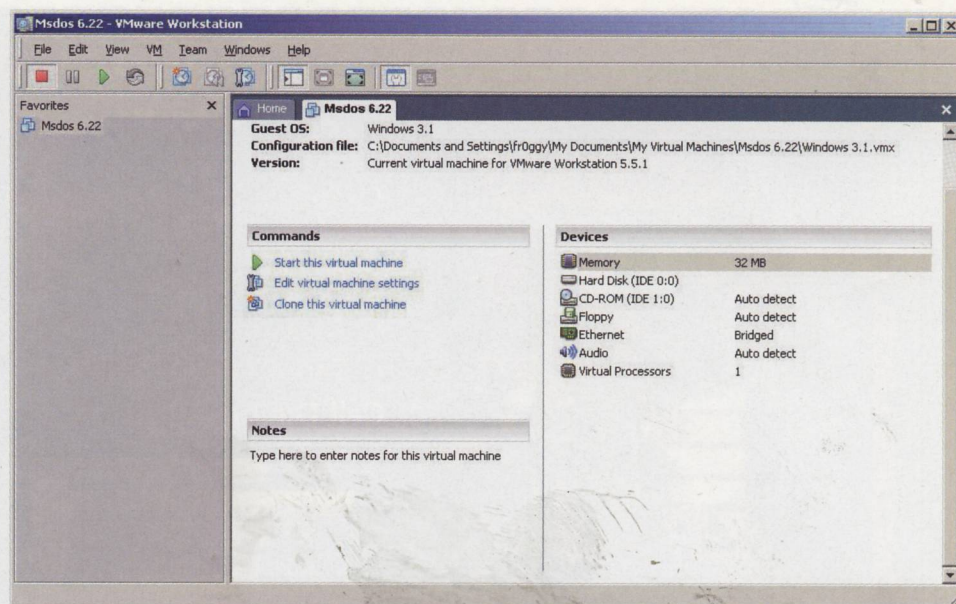 Msdos 6.22 - VMware Workstation
File Edit View VM Team Windows Help
Favorites
Msdos 6.22
Home Msdos 6.22
Guest OS: Windows 3.1
Configuration file: C:\Documents and Settings\fr0ggy\My Documents\My Virtual Machines\Msdos 6.22\Windows 3.1.vmx
Version: Current virtual machine for VMware Workstation 5.5.1
Commands
Start this virtual machine
Edit virtual machine settings
Clone this virtual machine
Notes
Type here to enter notes for this virtual machine
Devices
Memory 32 MB
Hard Disk (IDE 0:0)
CD-ROM (IDE 1:0) Auto detect
Floppy Auto detect
Ethernet Bridged
Audio Auto detect
Virtual Processors 1